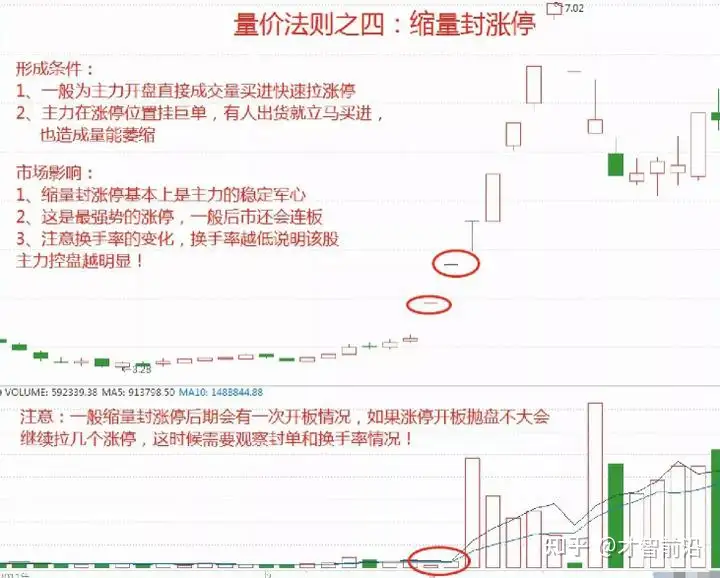 量价法则之四：缩量封涨停
7.02
形成条件：
1、一般为主力开盘直接成交量买进快速拉涨停
2、主力在涨停位置挂巨单，有人出货就立马买进，
也造成量能萎缩
市场影响：
1、缩量封涨停基本上是主力的稳定军心
2、这是最强势的涨停，一般后市还会连板
3、注意换手率的变化，换手率越低说明该股
主力控盘越明显！
VOLUME: 592339.38 MA5: 913798.50 MA10: 1488844.88
注意：一般缩量封涨停后期会有一次开板情况，如果涨停开板抛盘不大会
继续拉几个涨停，这时候需要观察封单和换手率情况！
知乎 @才智前沿